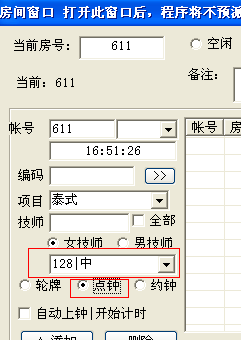 房间窗口 打开此窗口后，程序将不预派
当前房号： 611 空闲
当前：611 备注：
帐号 611 帐号 房
16:51:26
编码 >>
项目 泰式
技师 全部
女技师 男技师
128|中
轮牌 点钟 约钟
自动上钟|开始计时